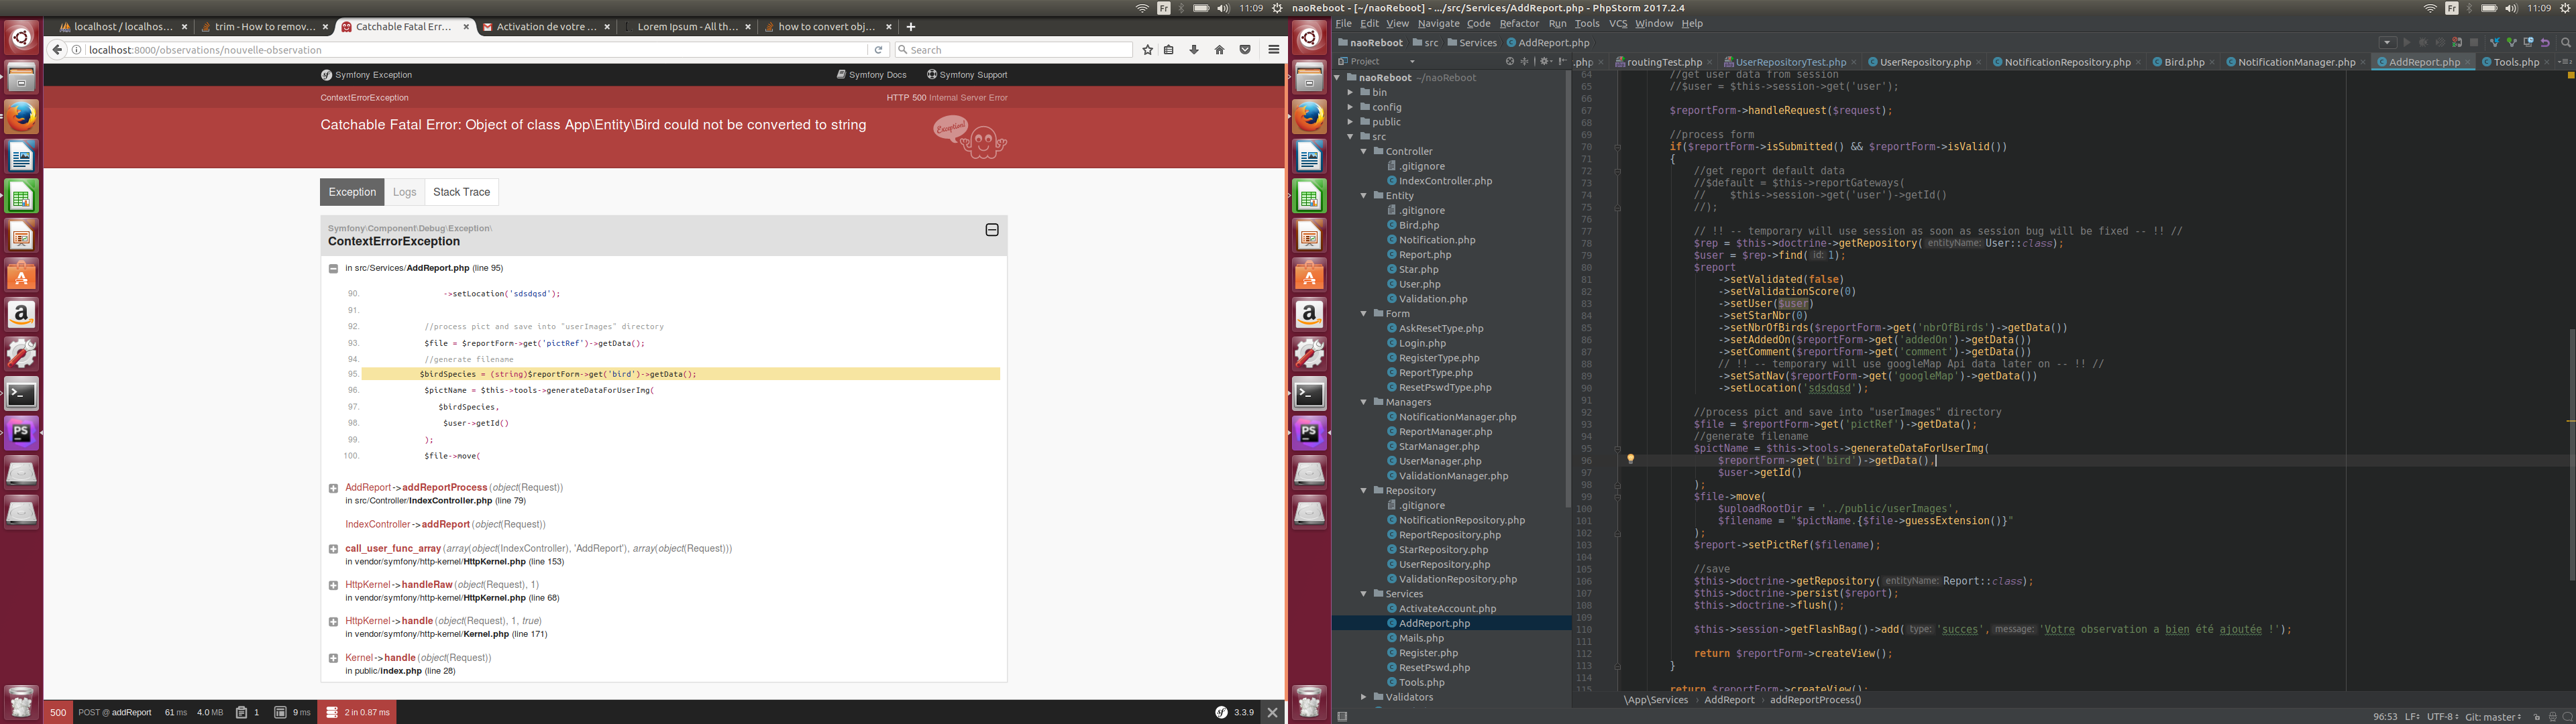 Fr 11:09
naoReboot - [~/naoReboot] - .../src/Services/AddReport.php - PhpStorm 2017.2.4
Fr 11:09
localhost / localhos... ×
trim - How to remov... ×
Catchable Fatal Err... ×
Activation de votre ... ×
Lorem Ipsum - All th... ×
how to convert obj... ×
localhost:8000/observations/nouvelle-observation
Search
Symfony Exception
Symfony Docs
Symfony Support
ContextErrorException
HTTP 500 Internal Server Error
Catchable Fatal Error: Object of class App\Entity\Bird could not be converted to string
Exception!
Exception
Logs
Stack Trace
Symfony\Component\Debug\Exception\
ContextErrorException
in src/Services/AddReport.php (line 95)
90. ->setLocation('sdsdqsd');
91.
92. //process pict and save into "userImages" directory
93. $file = $reportForm->get('pictRef')->getData();
94. //generate filename
95. $birdSpecies = (string)$reportForm->get('bird')->getData();
96. $pictName = $this->tools->generateDataForUserImg(
97. $birdSpecies,
98. $user->getId()
99. );
100. $file->move(
AddReport->addReportProcess(object(Request))
in src/Controller/IndexController.php (line 79)
IndexController->addReport(object(Request))
call_user_func_array(array(object(IndexController), 'AddReport'), array(object(Request)))
in vendor/symfony/http-kernel/HttpKernel.php (line 153)
HttpKernel->handleRaw(object(Request), 1)
in vendor/symfony/http-kernel/HttpKernel.php (line 68)
HttpKernel->handle(object(Request), 1, true)
in vendor/symfony/http-kernel/Kernel.php (line 171)
Kernel->handle(object(Request))
in public/index.php (line 28)
500 POST @ addReport 61 ms 4.0 MB 1 9 ms 2 in 0.87 ms 3.3.9
File Edit View Navigate Code Refactor Run Tools VCS Window Help
naoReboot src Services AddReport.php
Project
.php × routingTest.php × UserRepositoryTest.php × UserRepository.php × NotificationRepository.php × Bird.php × NotificationManager.php × AddReport.php × Tools.php ×
naoReboot ~/naoReboot
bin
config
public
src
Controller
.gitignore
IndexController.php
Entity
.gitignore
Bird.php
Notification.php
Report.php
Star.php
User.php
Validation.php
Form
AskResetType.php
Login.php
RegisterType.php
ReportType.php
ResetPswdType.php
Managers
NotificationManager.php
ReportManager.php
StarManager.php
UserManager.php
ValidationManager.php
Repository
.gitignore
NotificationRepository.php
ReportRepository.php
StarRepository.php
UserRepository.php
ValidationRepository.php
Services
ActivateAccount.php
AddReport.php
Mails.php
Register.php
ResetPswd.php
Tools.php
Validators
64 //get user data from session
65 //$user = $this->session->get('user');
66
67 $reportForm->handleRequest($request);
68
69 //process form
70 if($reportForm->isSubmitted() && $reportForm->isValid())
71 {
72 //get report default data
73 //$default = $this->reportGateways(
74 // $this->session->get('user')->getId()
75 //);
76
77 // !! -- temporary will use session as soon as session bug will be fixed -- !! //
78 $rep = $this->doctrine->getRepository( entityName: User::class);
79 $user = $rep->find( id: 1);
80 $report
81 ->setValidated(false)
82 ->setValidationScore(0)
83 ->setUser($user)
84 ->setStarNbr(0)
85 ->setNbrOfBirds($reportForm->get('nbrOfBirds')->getData())
86 ->setAddedOn($reportForm->get('addedOn')->getData())
87 ->setComment($reportForm->get('comment')->getData())
88 // !! -- temporary will use googleMap Api data later on -- !! //
89 ->setSatNav($reportForm->get('googleMap')->getData())
90 ->setLocation('sdsdqsd');
91
92 //process pict and save into "userImages" directory
93 $file = $reportForm->get('pictRef')->getData();
94 //generate filename
95 $pictName = $this->tools->generateDataForUserImg(
96 $reportForm->get('bird')->getData(),
97 $user->getId()
98 );
99 $file->move(
100 $uploadRootDir = '../public/userImages',
101 $filename = "$pictName.{$file->guessExtension()}"
102 );
103 $report->setPictRef($filename);
104
105 //save
106 $this->doctrine->getRepository( entityName: Report::class);
107 $this->doctrine->persist($report);
108 $this->doctrine->flush();
109
110 $this->session->getFlashBag()->add( type: 'succes', message: 'Votre observation a bien été ajoutée !');
111
112 return $reportForm->createView();
113 }
114
115 return $reportForm->createView();
\App\Services AddReport addReportProcess()
96:53 LF UTF-8 Git: master